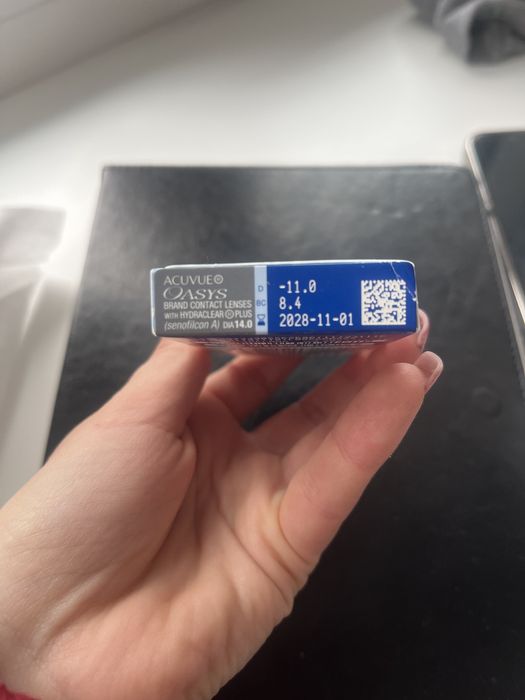 ACUVUE®
OASYS
BRAND CONTACT LENSES
WITH HYDRACLEAR® PLUS
(senofilcon A) DIA 14.0
D -11.0
BC 8.4
2028-11-01